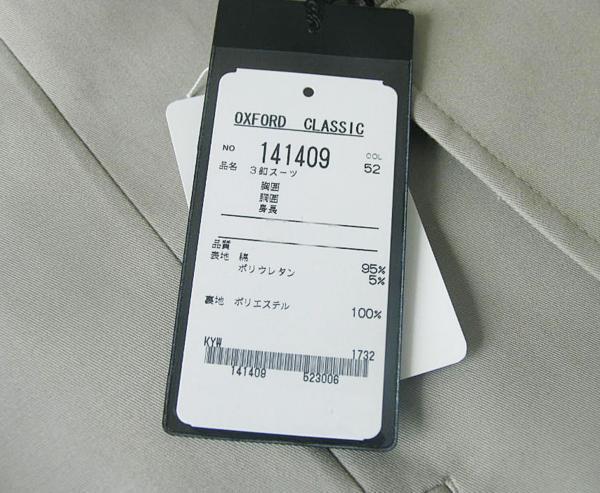 OXFORD CLASSIC
NO 141409 COL
品名 3釦スーツ 52
胸囲
胴囲
身長
品質
表地 綿 95%
ポリウレタン 5%
裏地 ポリエステル 100%
KYW 1732
141409 523006